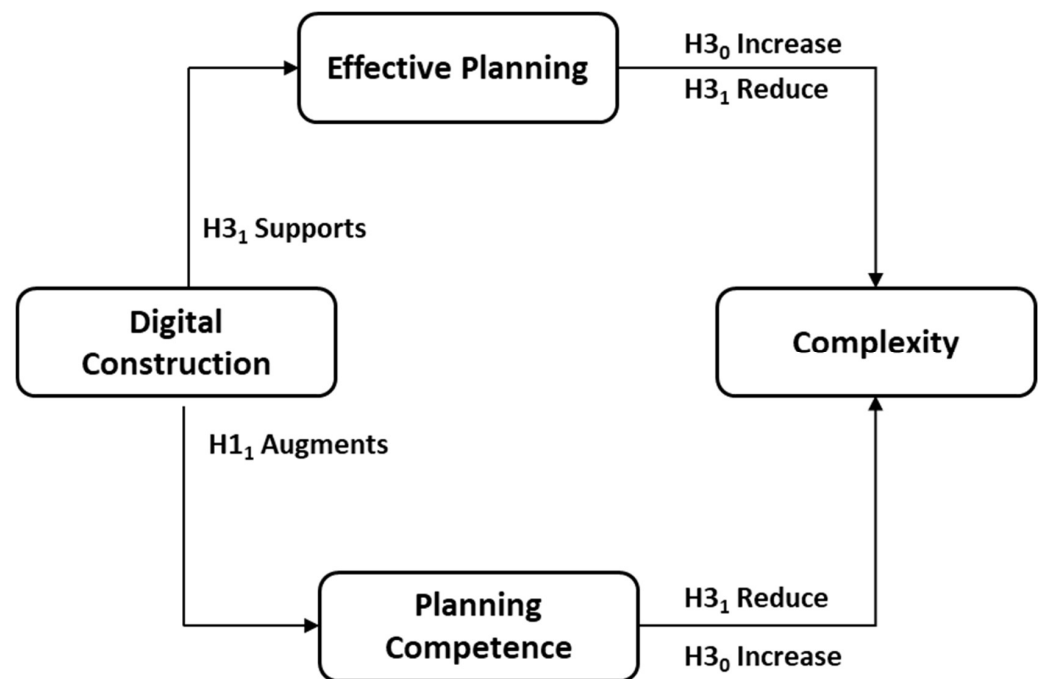 Effective Planning
H3₀ Increase
H3₁ Reduce
H3₁ Supports
Digital
Construction
Complexity
H1₁ Augments
Planning
Competence
H3₁ Reduce
H3₀ Increase